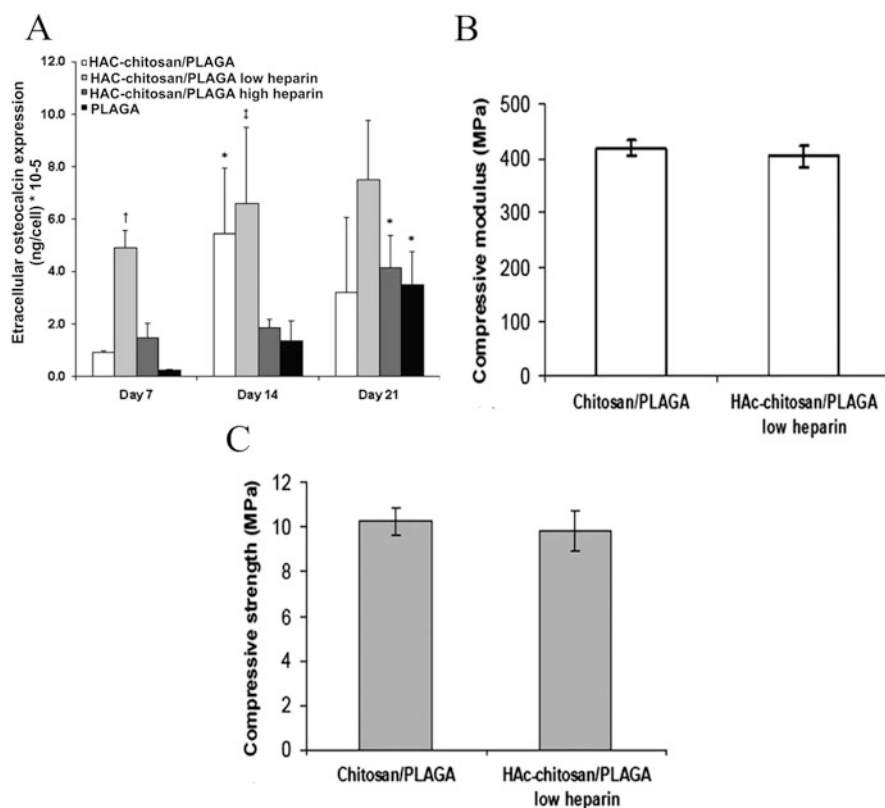 A
HAC-chitosan/PLAGA
HAC-chitosan/PLAGA low heparin
HAC-chitosan/PLAGA high heparin
PLAGA
Etracellular osteocalcin expression
(ng/cell) * 10-5
12.0
10.0
8.0
6.0
4.0
2.0
0.0
†
*
‡
*
*
Day 7
Day 14
Day 21
B
Compressive modulus (MPa)
500
400
300
200
100
0
Chitosan/PLAGA
HAc-chitosan/PLAGA
low heparin
C
Compressive strength (MPa)
12
10
8
6
4
2
0
Chitosan/PLAGA
HAc-chitosan/PLAGA
low heparin